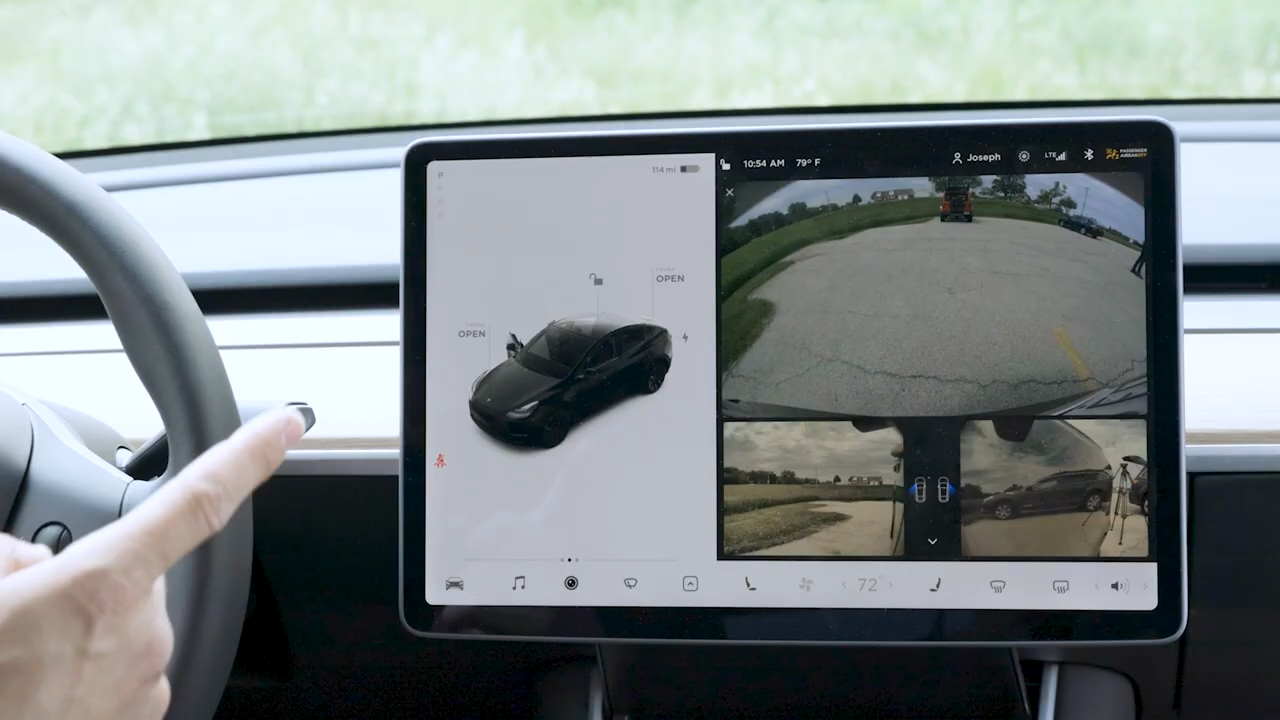 P
114 mi
10:54 AM
79° F
Joseph
LTE
PASSENGER
AIRBAG OFF
OPEN
OPEN
72